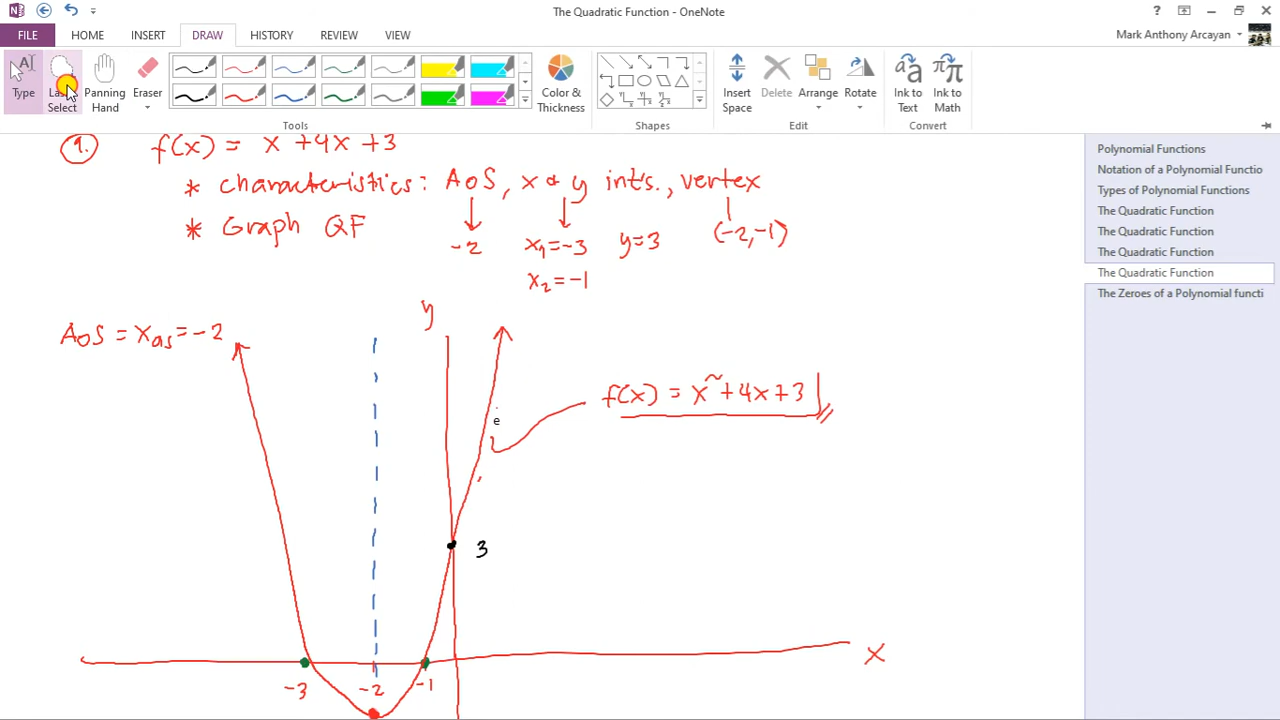 The Quadratic Function - OneNote
?
FILE HOME INSERT DRAW HISTORY REVIEW VIEW
Mark Anthony Arcayan
Type
Select
Panning Hand
Eraser
Color & Thickness
Insert Space
Delete
Arrange
Rotate
Ink to Text
Ink to Math
Tools
Shapes
Edit
Convert
9. f(x) = x +4x +3
* characteristics: AOS, x & y ints., vertex
* Graph QF
-2 x1=-3 y=3 (-2,-1)
x2=-1
y
AOS = Xas = -2
f(x) = x~ +4x+3
e
3
X
-3 -2 -1
Polynomial Functions
Notation of a Polynomial Functio
Types of Polynomial Functions
The Quadratic Function
The Quadratic Function
The Quadratic Function
The Quadratic Function
The Zeroes of a Polynomial functi